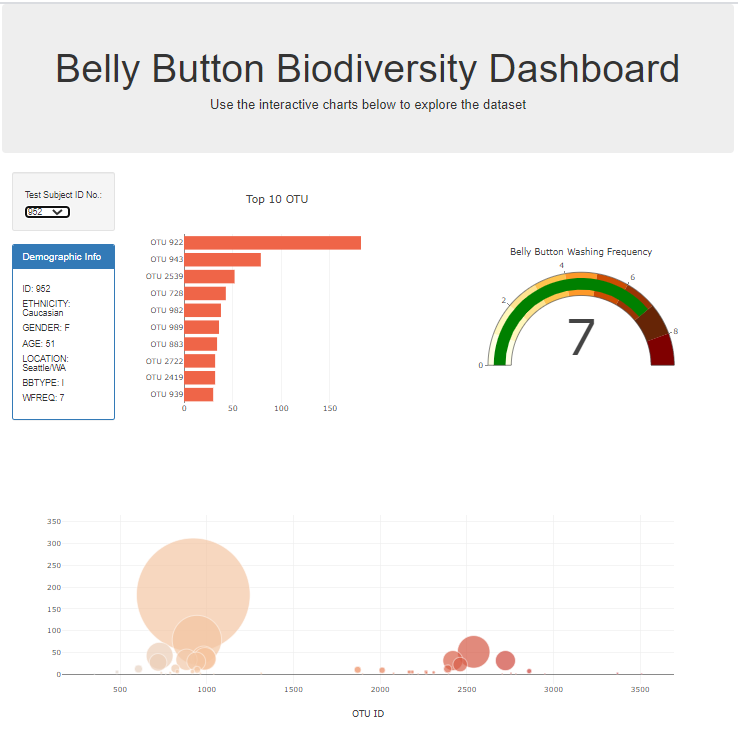 Belly Button Biodiversity Dashboard
Use the interactive charts below to explore the dataset
Test Subject ID No.:
952
Demographic Info
ID: 952
ETHNICITY:
Caucasian
GENDER: F
AGE: 51
LOCATION:
Seattle/WA
BBTYPE: I
WFREQ: 7
Top 10 OTU
OTU 922
OTU 943
OTU 2539
OTU 728
OTU 982
OTU 989
OTU 883
OTU 2722
OTU 2419
OTU 939
0 50 100 150
Belly Button Washing Frequency
0 2 4 6 8
7
350
300
250
200
150
100
50
0
500 1000 1500 2000 2500 3000 3500
OTU ID